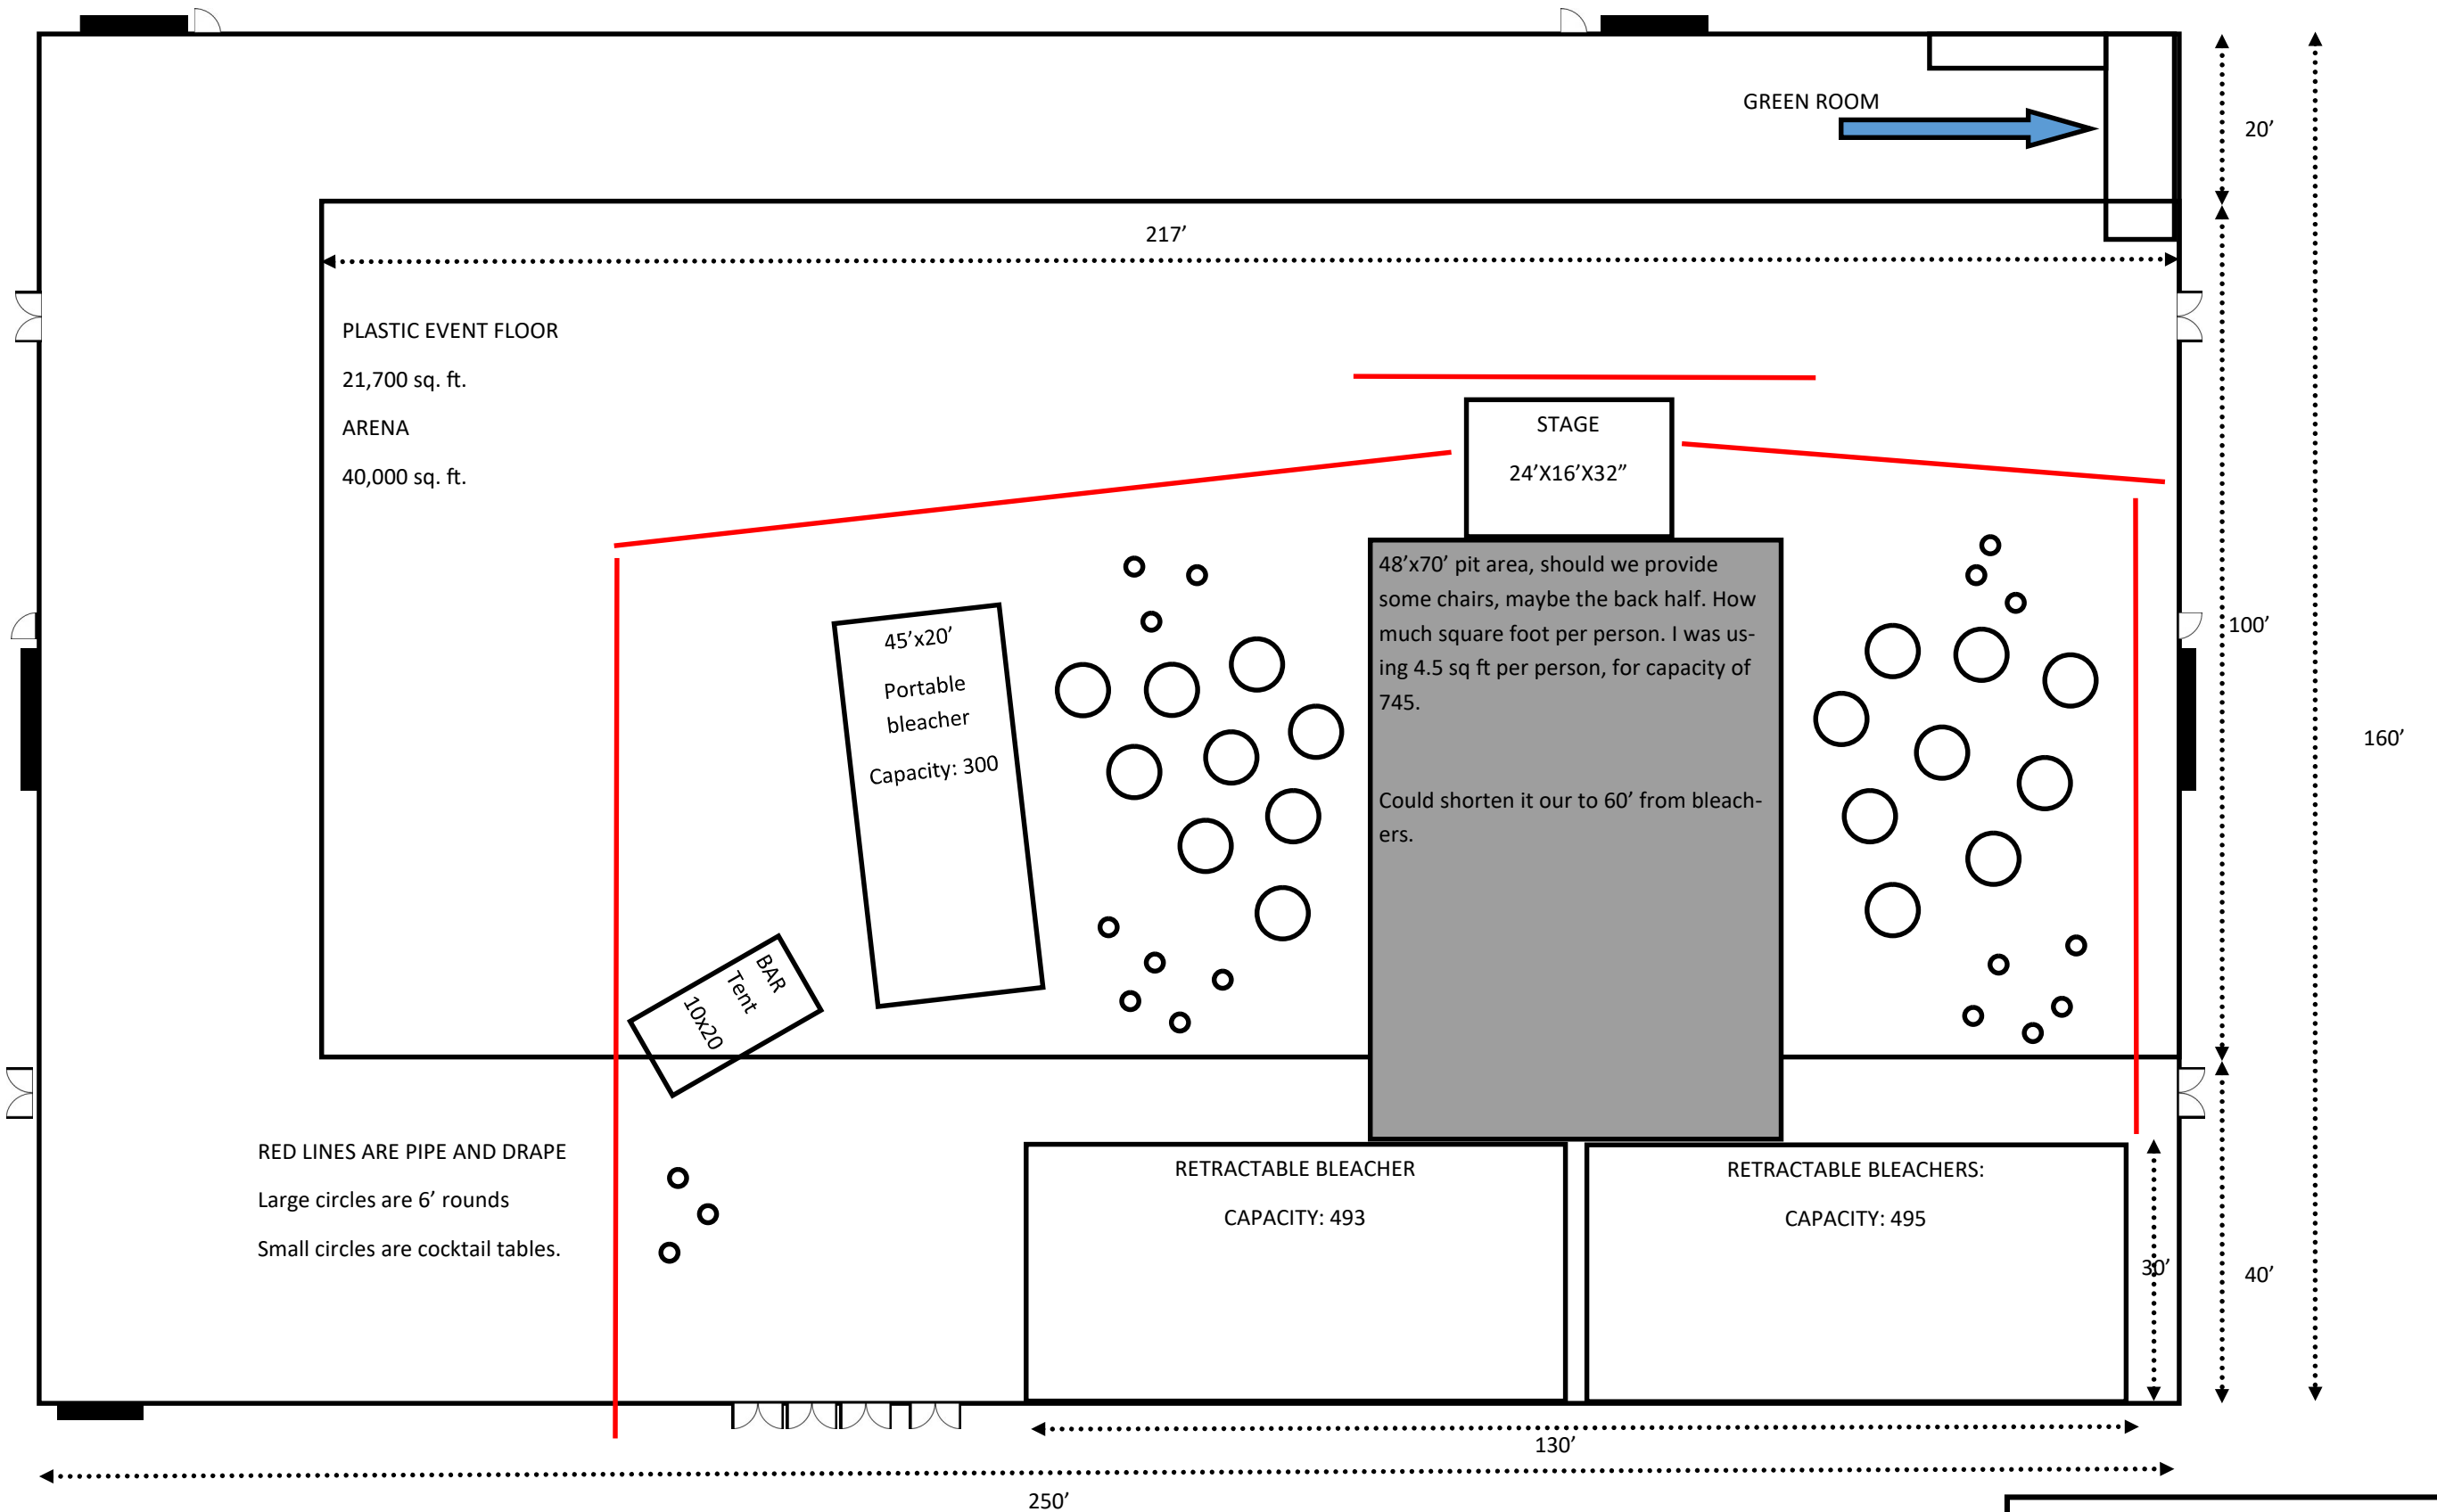 GREEN ROOM
20’
217’
PLASTIC EVENT FLOOR
21,700 sq. ft.
ARENA
40,000 sq. ft.
STAGE
24’X16’X32”
48’x70’ pit area, should we provide
some chairs, maybe the back half. How
much square foot per person. I was us-
ing 4.5 sq ft per person, for capacity of
745.
Could shorten it our to 60’ from bleach-
ers.
45’x20’
Portable
bleacher
Capacity: 300
100’
160’
BAR
Tent
10x20
RED LINES ARE PIPE AND DRAPE
Large circles are 6’ rounds
Small circles are cocktail tables.
RETRACTABLE BLEACHER
CAPACITY: 493
RETRACTABLE BLEACHERS:
CAPACITY: 495
30’
40’
130’
250’